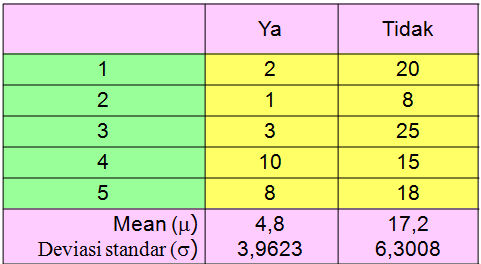 Ya Tidak
1 2 20
2 1 8
3 3 25
4 10 15
5 8 18
Mean (μ) 4,8 17,2
Deviasi standar (σ) 3,9623 6,3008